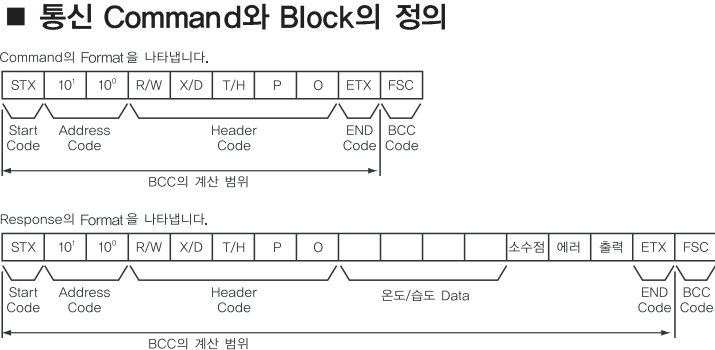 ■ 통신 Command와 Block의 정의
Command의 Format을 나타냅니다.
STX 10¹ 10⁰ R/W X/D T/H P O ETX FSC
Start Code Address Code Header Code END Code BCC Code
BCC의 계산 범위
Response의 Format을 나타냅니다.
STX 10¹ 10⁰ R/W X/D T/H P O 소수점 에러 출력 ETX FSC
Start Code Address Code Header Code 온도/습도 Data END Code BCC Code
BCC의 계산 범위